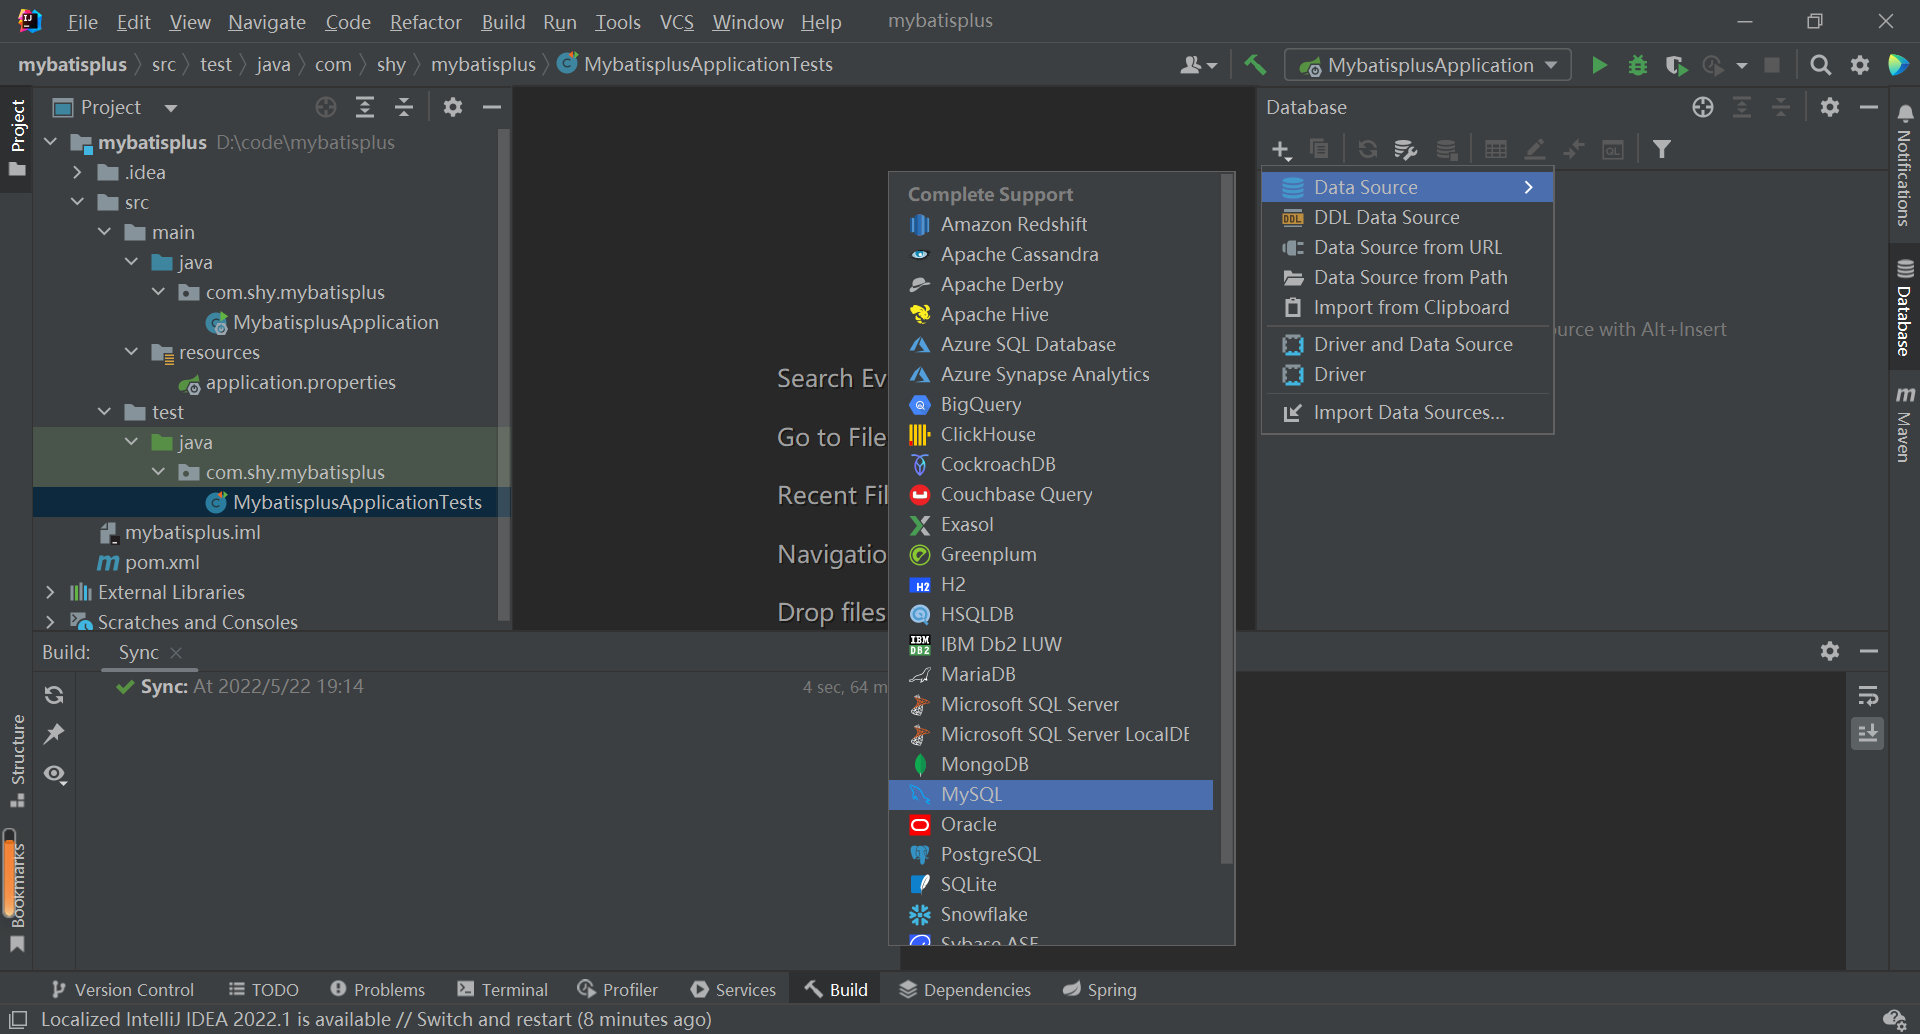 File Edit View Navigate Code Refactor Build Run Tools VCS Window Help mybatisplus
mybatisplus src test java com shy mybatisplus MybatisplusApplicationTests MybatisplusApplication
Project
Project
mybatisplus D:\code\mybatisplus
.idea
src
main
java
com.shy.mybatisplus
MybatisplusApplication
resources
application.properties
test
java
com.shy.mybatisplus
MybatisplusApplicationTests
mybatisplus.iml
pom.xml
External Libraries
Scratches and Consoles
Search Ev
Go to File
Recent Fil
Navigatio
Drop files
Complete Support
Amazon Redshift
Apache Cassandra
Apache Derby
Apache Hive
Azure SQL Database
Azure Synapse Analytics
BigQuery
ClickHouse
CockroachDB
Couchbase Query
Exasol
Greenplum
H2
HSQLDB
IBM Db2 LUW
MariaDB
Microsoft SQL Server
Microsoft SQL Server LocalDB
MongoDB
MySQL
Oracle
PostgreSQL
SQLite
Snowflake
Sybase ASE
Database
Data Source
DDL Data Source
Data Source from URL
Data Source from Path
Import from Clipboard
Driver and Data Source
Driver
Import Data Sources...
ource with Alt+Insert
Notifications
Database
Maven
Build: Sync
Sync: At 2022/5/22 19:14 4 sec, 64 m
Structure
Bookmarks
Version Control TODO Problems Terminal Profiler Services Build Dependencies Spring
Localized IntelliJ IDEA 2022.1 is available // Switch and restart (8 minutes ago)